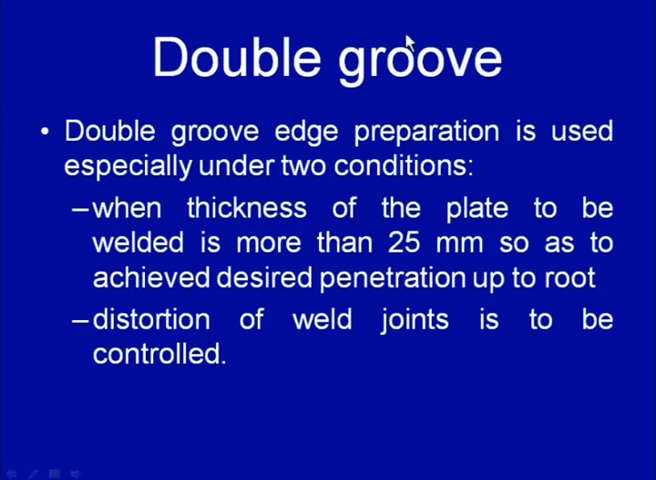 Double groove
• Double groove edge preparation is used
especially under two conditions:
–when thickness of the plate to be
welded is more than 25 mm so as to
achieved desired penetration up to root
–distortion of weld joints is to be
controlled.